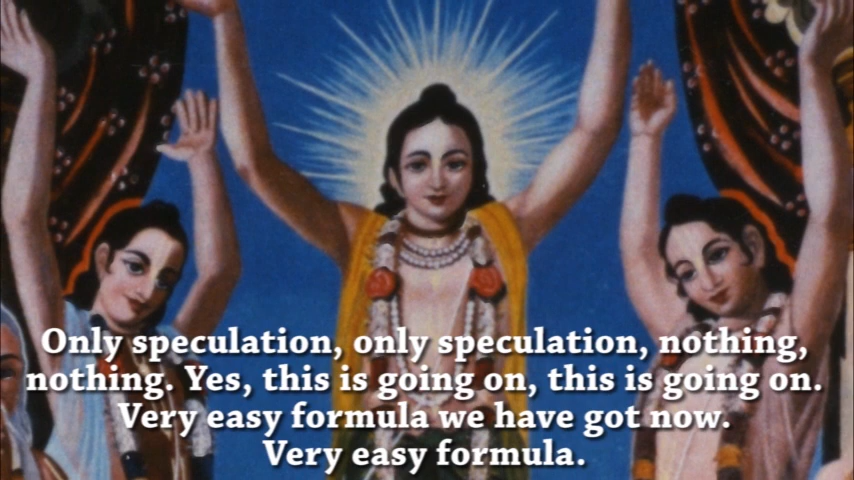 Only speculation, only speculation, nothing,
nothing. Yes, this is going on, this is going on.
Very easy formula we have got now.
Very easy formula.